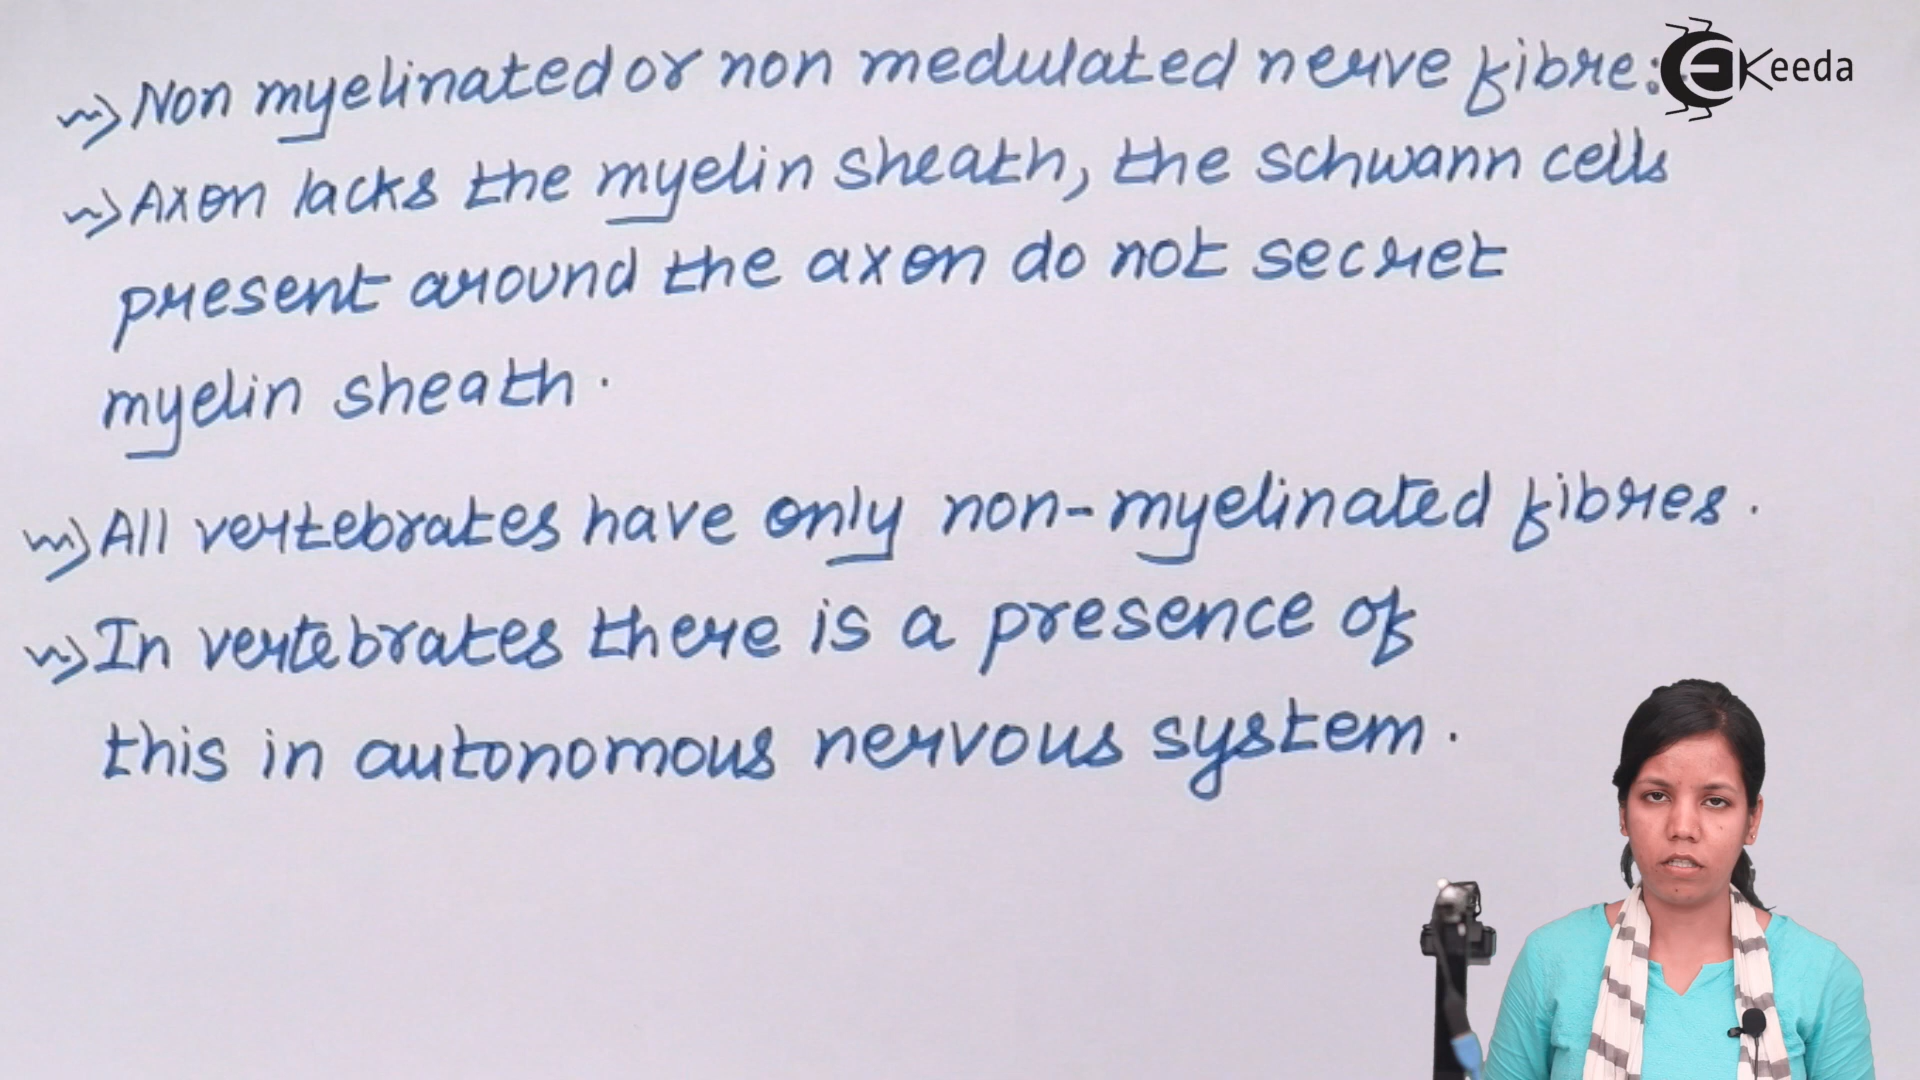 Non myelinated or non medulated nerve fibre:-
EKeeda
Axon lacks the myelin sheath, the schwann cells
present around the axon do not secret
myelin sheath.
All vertebrates have only non-myelinated fibres.
In vertebrates there is a presence of
this in autonomous nervous system.